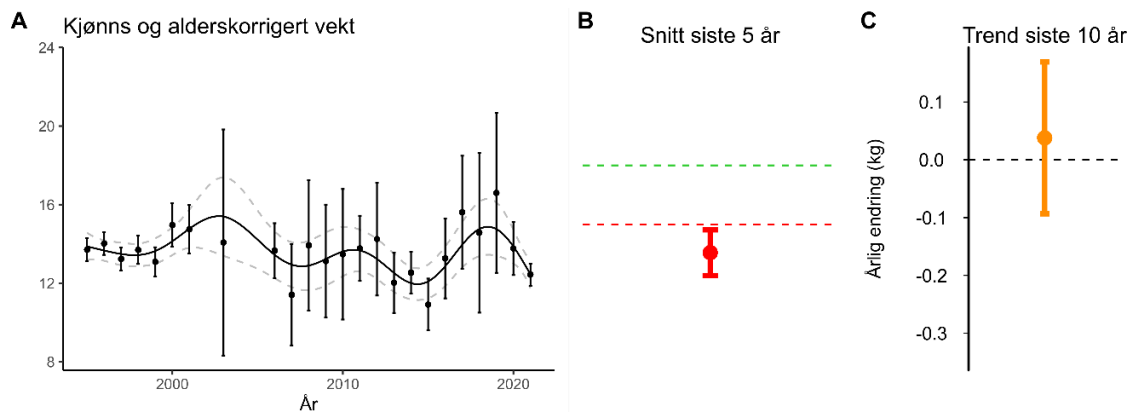 A
Kjønns og alderskorrigert vekt
24
20
16
12
8
2000
2010
2020
År
B
Snitt siste 5 år
C
Trend siste 10 år
Årlig endring (kg)
0.1
0.0
-0.1
-0.2
-0.3